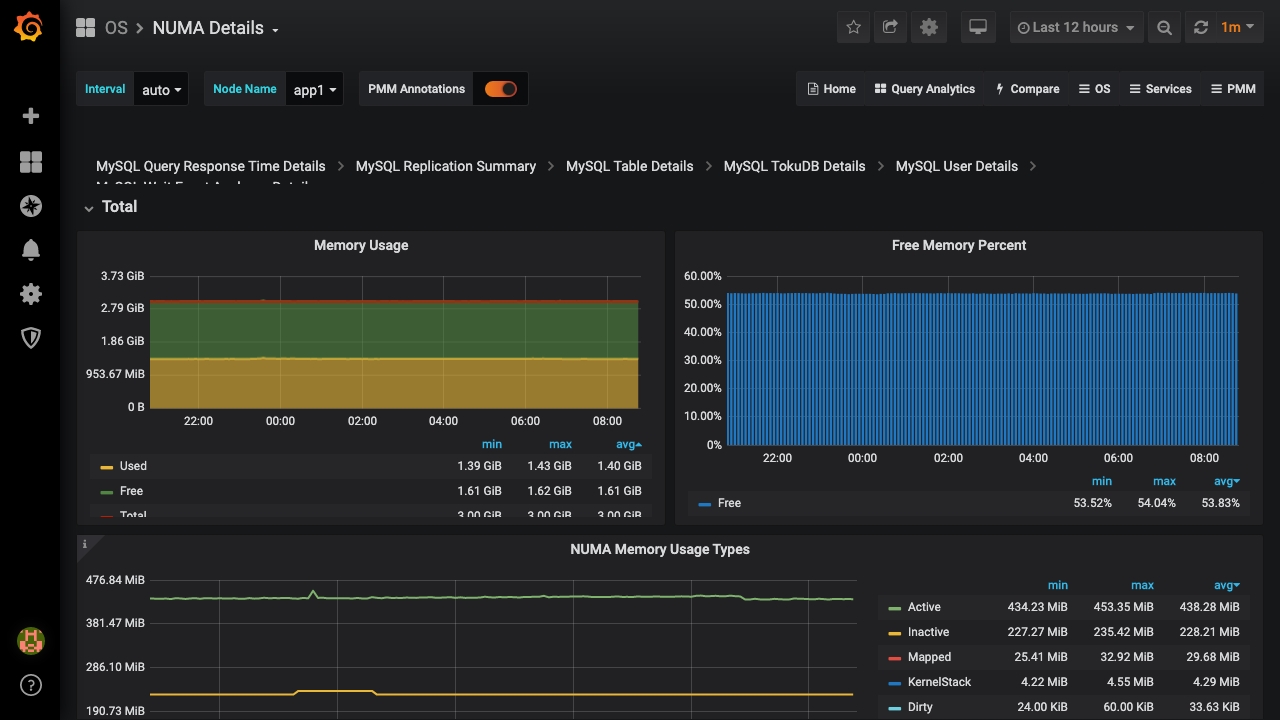 OS > NUMA Details
Last 12 hours
1m
Interval auto
Node Name app1
PMM Annotations
Home
Query Analytics
Compare
OS
Services
PMM
MySQL Query Response Time Details > MySQL Replication Summary > MySQL Table Details > MySQL TokuDB Details > MySQL User Details >
Total
Memory Usage
3.73 GiB
2.79 GiB
1.86 GiB
953.67 MiB
0 B
22:00 00:00 02:00 04:00 06:00 08:00
min max avg
Used 1.39 GiB 1.43 GiB 1.40 GiB
Free 1.61 GiB 1.62 GiB 1.61 GiB
Total 3.00 GiB 3.00 GiB 3.00 GiB
Free Memory Percent
60.00%
50.00%
40.00%
30.00%
20.00%
10.00%
0%
22:00 00:00 02:00 04:00 06:00 08:00
min max avg
Free 53.52% 54.04% 53.83%
i
NUMA Memory Usage Types
476.84 MiB
381.47 MiB
286.10 MiB
190.73 MiB
min max avg
Active 434.23 MiB 453.35 MiB 438.28 MiB
Inactive 227.27 MiB 235.42 MiB 228.21 MiB
Mapped 25.41 MiB 32.92 MiB 29.68 MiB
KernelStack 4.22 MiB 4.55 MiB 4.29 MiB
Dirty 24.00 KiB 60.00 KiB 33.63 KiB
?